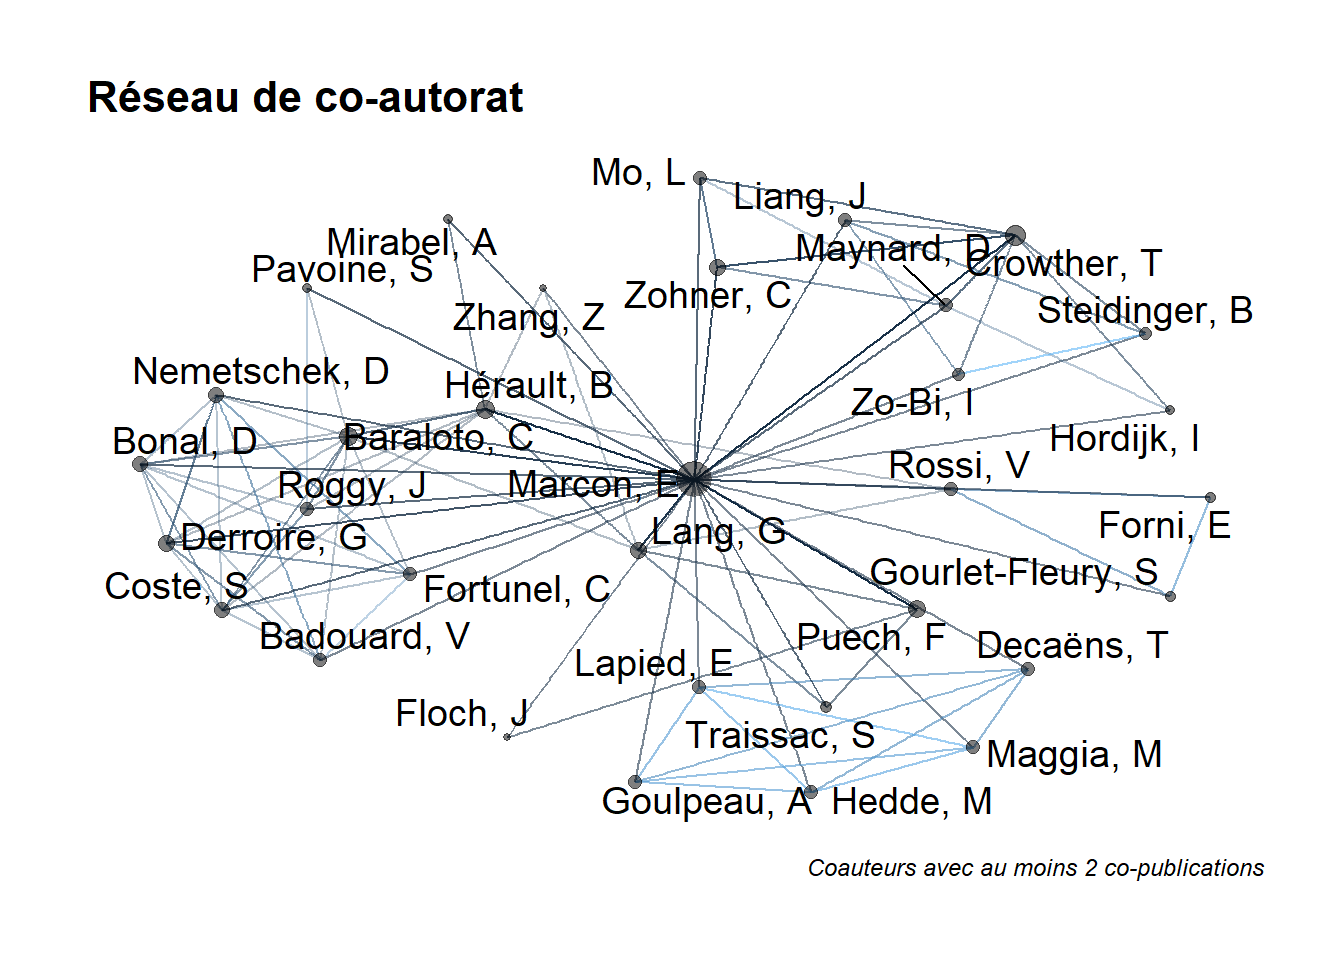 Réseau de co-autorat
Mo, L
Liang, J
Mirabel, A
Maynard, D
Pavoine, S
Crowther, T
Zohner, C
Zhang, Z
Steidinger, B
Nemetschek, D
Hérault, B
Zo-Bi, I
Bonal, D
Baraloto, C
Hordijk, I
Rossi, V
Roggy, J
Marcon, E
Forni, E
Lang, G
Derroire, G
Gourlet-Fleury, S
Coste, S
Fortunel, C
Badouard, V
Puech, F
Decaëns, T
Lapied, E
Floch, J
Traissac, S
Maggia, M
Goulpeau, A
Hedde, M
Coauteurs avec au moins 2 co-publications